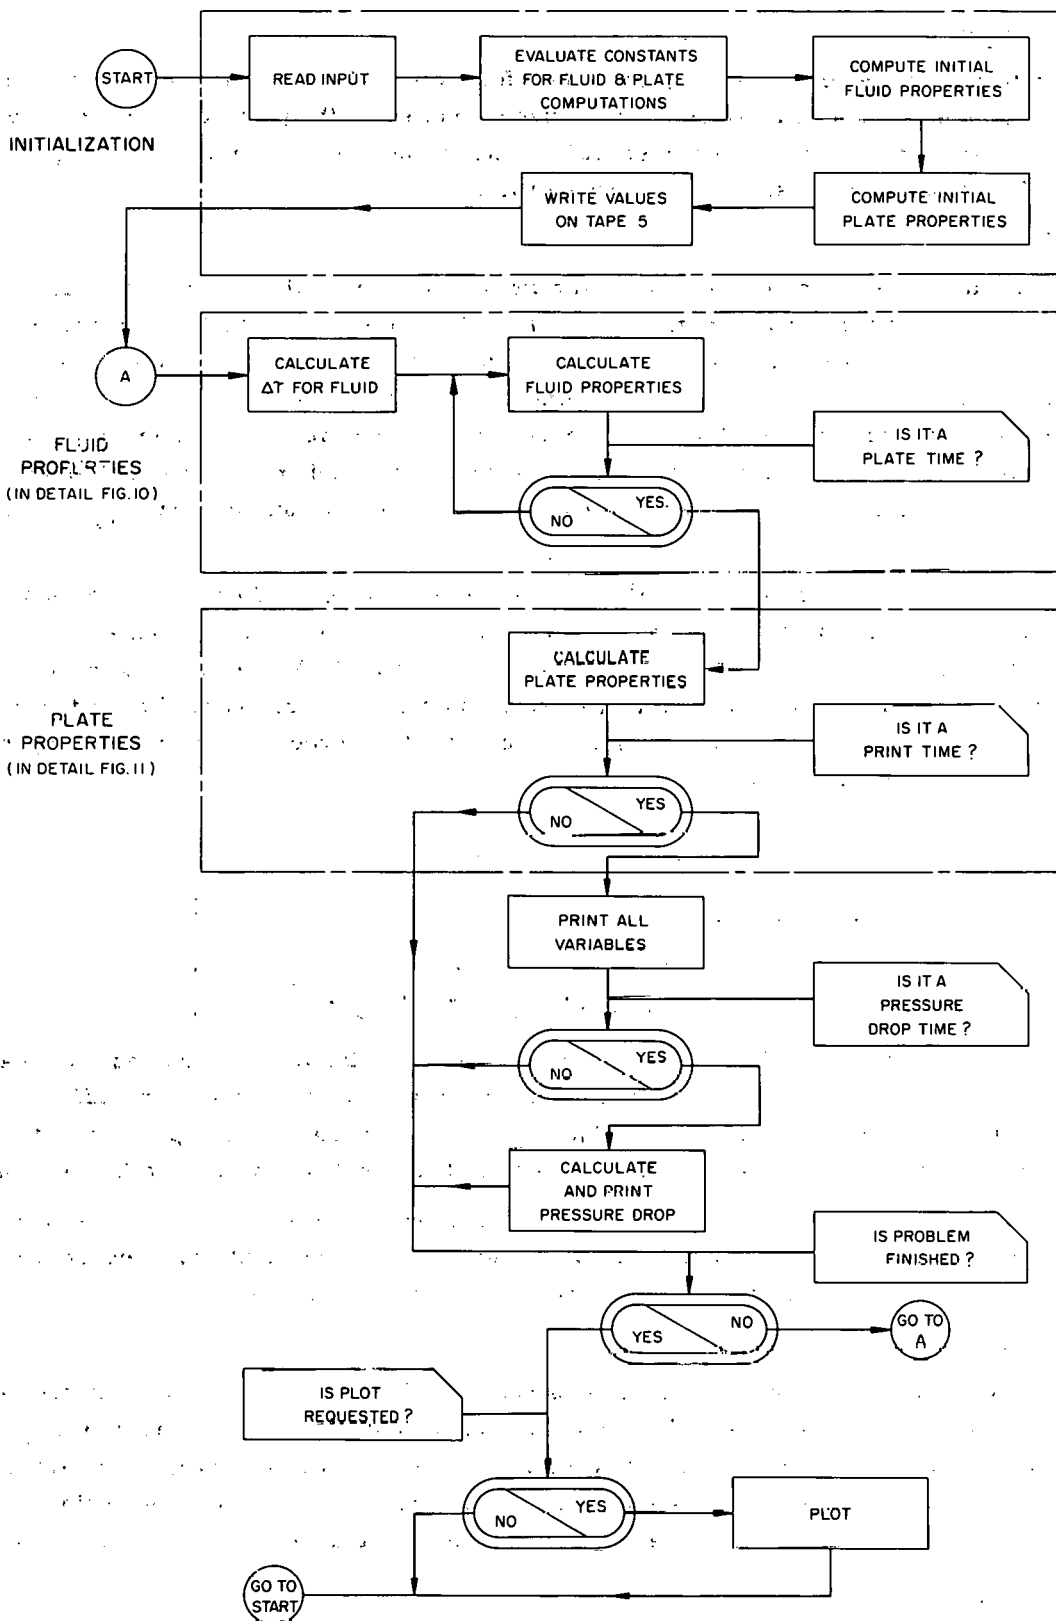 START
READ INPUT
EVALUATE CONSTANTS
FOR FLUID & PLATE
COMPUTATIONS
COMPUTE INITIAL
FLUID PROPERTIES
INITIALIZATION
WRITE VALUES
ON TAPE 5
COMPUTE INITIAL
PLATE PROPERTIES
A
CALCULATE
ΔT FOR FLUID
CALCULATE
FLUID PROPERTIES
FLUID
PROPERTIES
(IN DETAIL FIG.10)
IS IT A
PLATE TIME ?
NO
YES.
CALCULATE
PLATE PROPERTIES
PLATE
PROPERTIES
(IN DETAIL FIG.11)
IS IT A
PRINT TIME ?
NO
YES
PRINT ALL
VARIABLES
IS IT A
PRESSURE
DROP TIME ?
NO
YES
CALCULATE
AND PRINT
PRESSURE DROP
IS PROBLEM
FINISHED ?
YES
NO
GO TO
A
IS PLOT
REQUESTED ?
NO
YES
PLOT
GO TO
START